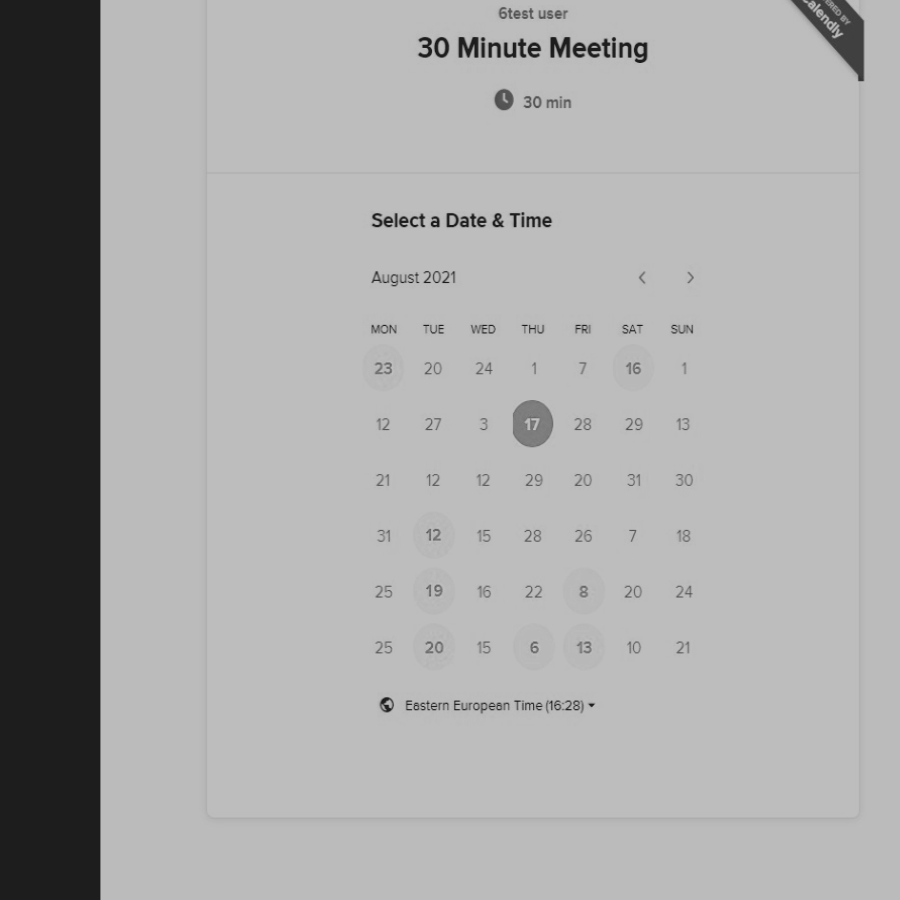 6test user
30 Minute Meeting
30 min
Calendly
Select a Date & Time
August 2021
MON TUE WED THU FRI SAT SUN
23 20 24 1 7 16 1
12 27 3 17 28 29 13
21 12 12 29 20 31 30
31 12 15 28 26 7 18
25 19 16 22 8 20 24
25 20 15 6 13 10 21
Eastern European Time (16:28)